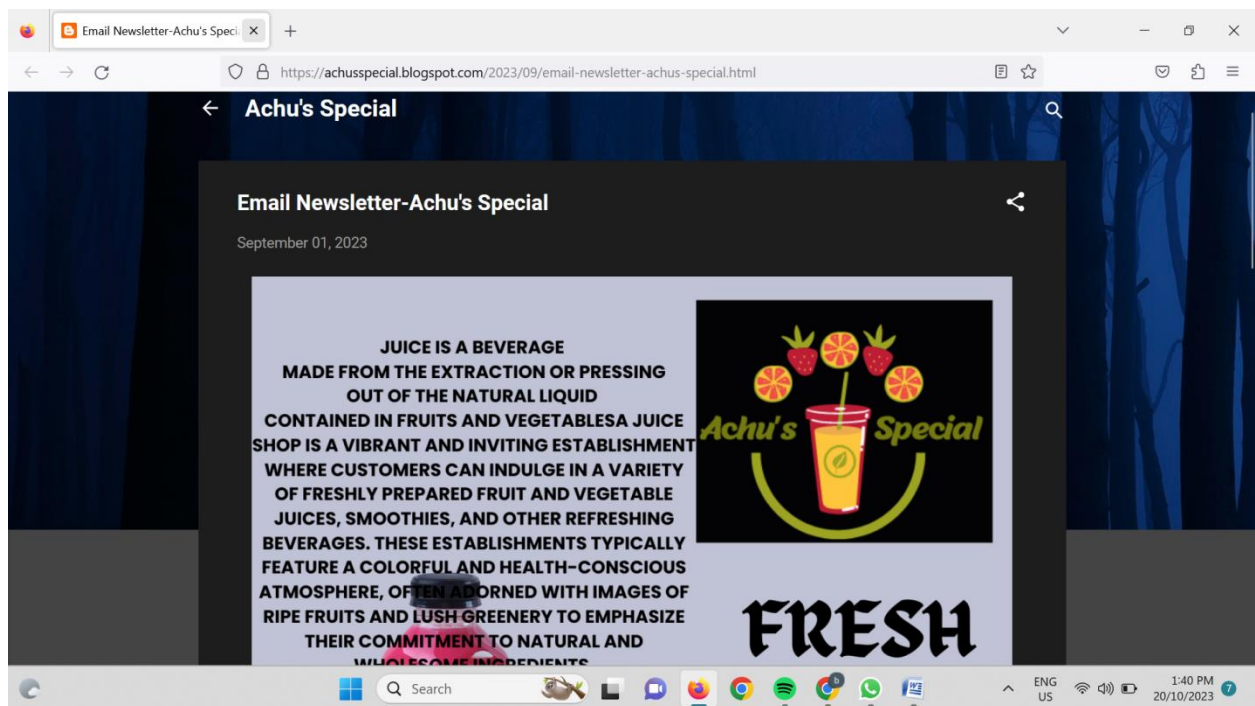 Email Newsletter-Achu's Speci
https://achusspecial.blogspot.com/2023/09/email-newsletter-achus-special.html
Achu's Special
Email Newsletter-Achu's Special
September 01, 2023
JUICE IS A BEVERAGE
MADE FROM THE EXTRACTION OR PRESSING
OUT OF THE NATURAL LIQUID
CONTAINED IN FRUITS AND VEGETABLESA JUICE
SHOP IS A VIBRANT AND INVITING ESTABLISHMENT
WHERE CUSTOMERS CAN INDULGE IN A VARIETY
OF FRESHLY PREPARED FRUIT AND VEGETABLE
JUICES, SMOOTHIES, AND OTHER REFRESHING
BEVERAGES. THESE ESTABLISHMENTS TYPICALLY
FEATURE A COLORFUL AND HEALTH-CONSCIOUS
ATMOSPHERE, OFTEN ADORNED WITH IMAGES OF
RIPE FRUITS AND LUSH GREENERY TO EMPHASIZE
THEIR COMMITMENT TO NATURAL AND
WHOLESOME INGREDIENTS
Achu's Special
FRESH
Search
ENG
US
1:40 PM
20/10/2023
7